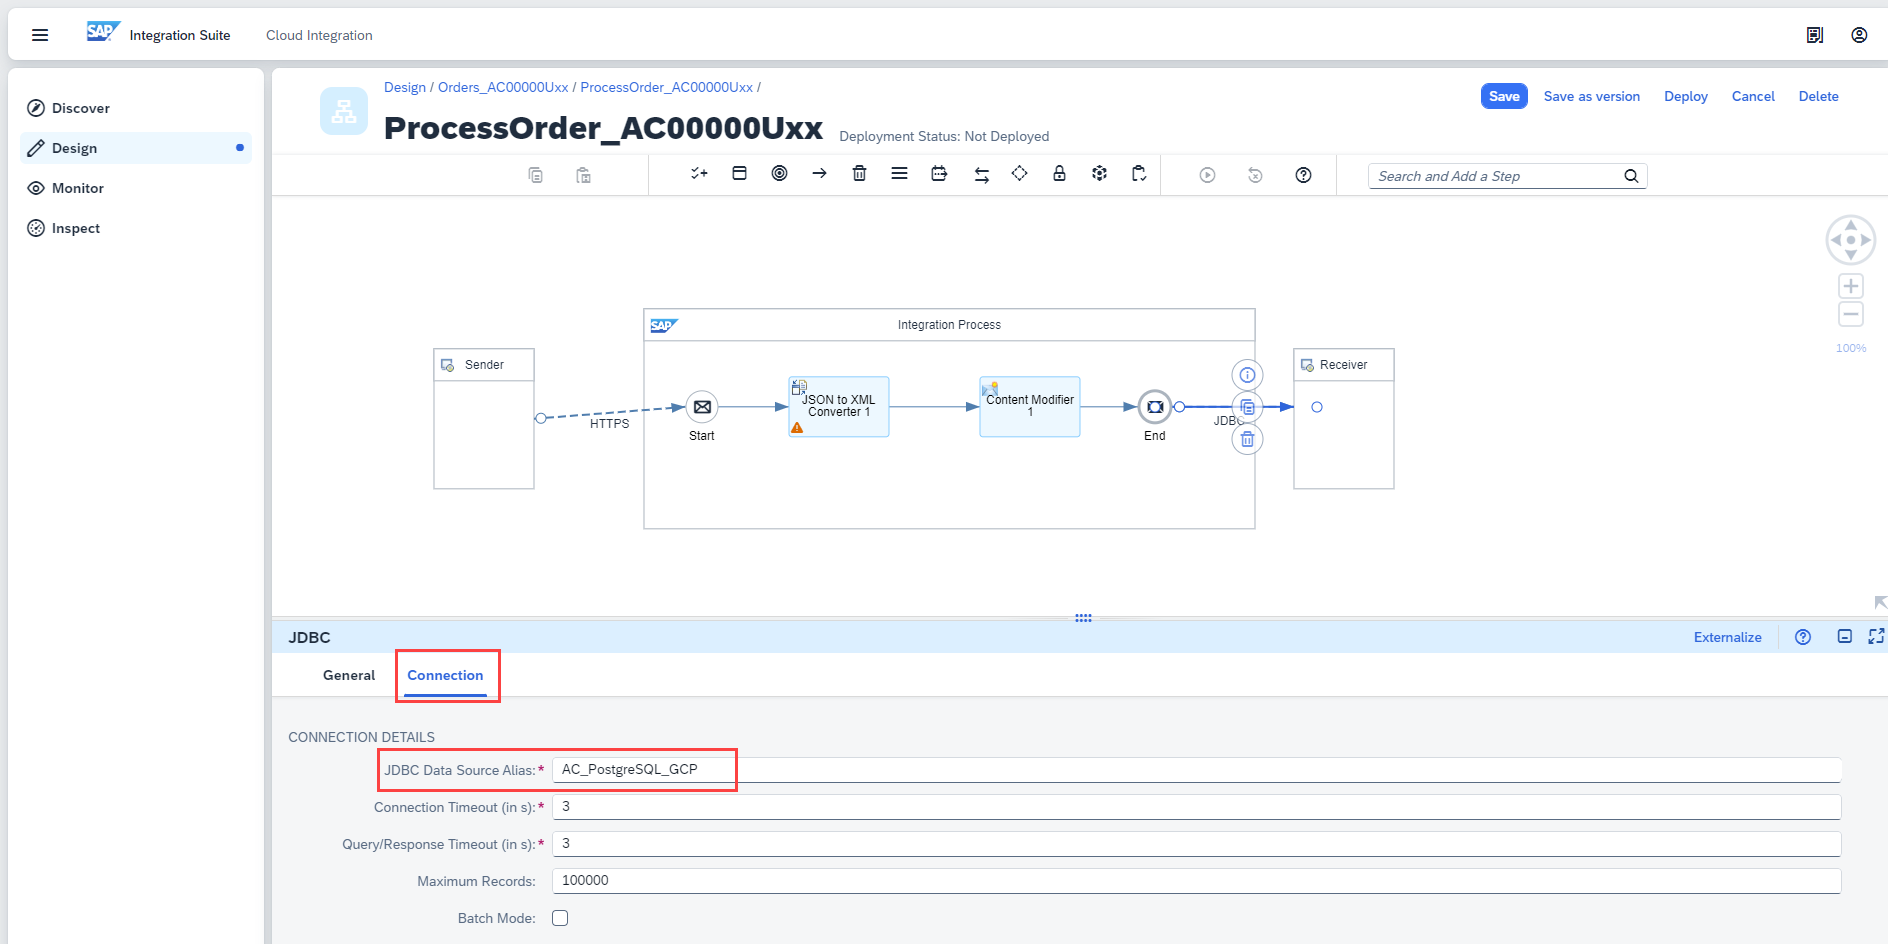 SAP Integration Suite Cloud Integration
Discover
Design
Monitor
Inspect
Design / Orders_AC00000Uxx / ProcessOrder_AC00000Uxx /
ProcessOrder_AC00000Uxx Deployment Status: Not Deployed
Save Save as version Deploy Cancel Delete
Search and Add a Step
100%
SAP Integration Process
Sender
HTTPS
Start
JSON to XML
Converter 1
Content Modifier
1
End
JDBC
Receiver
JDBC
Externalize
General Connection
CONNECTION DETAILS
JDBC Data Source Alias:* AC_PostgreSQL_GCP
Connection Timeout (in s):* 3
Query/Response Timeout (in s):* 3
Maximum Records: 100000
Batch Mode: